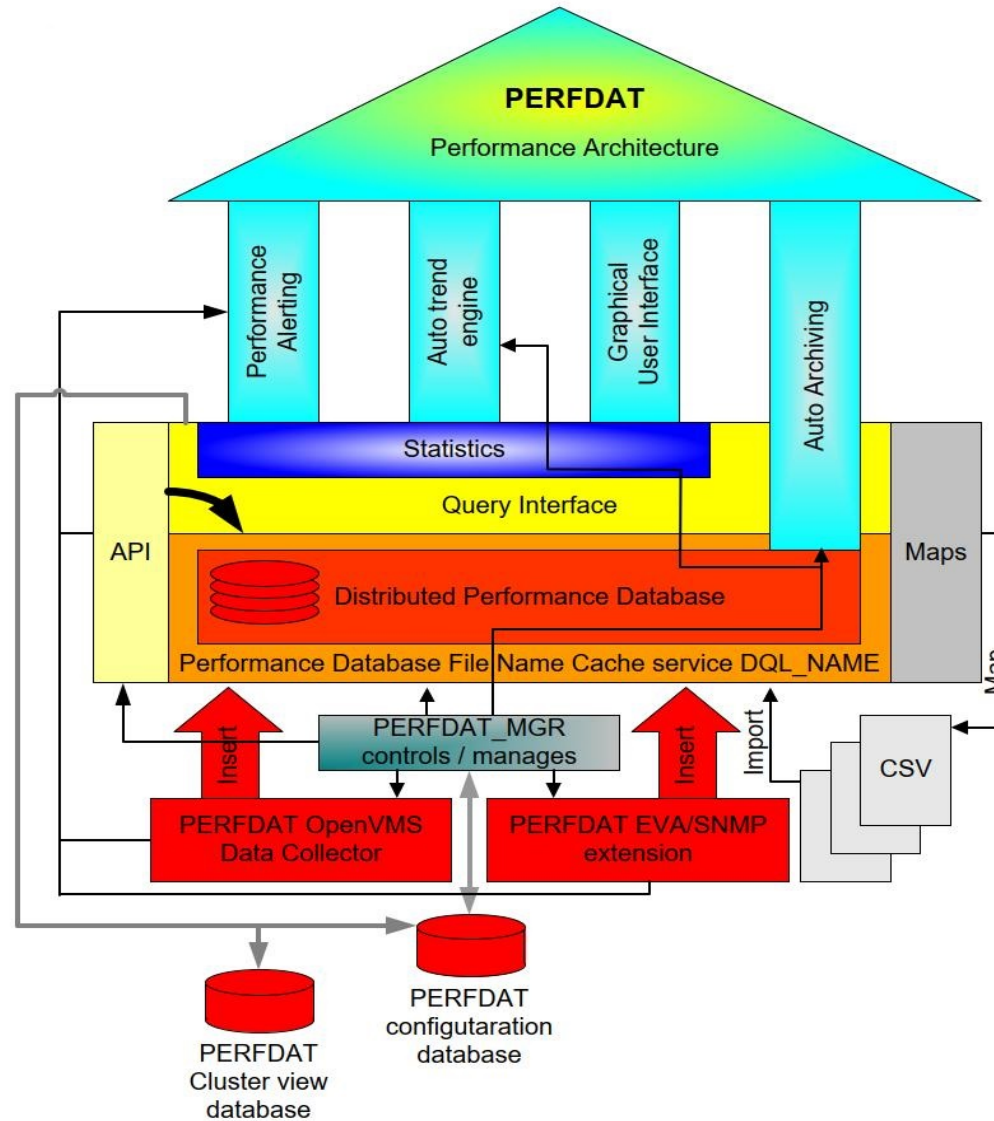 PERFDAT
Performance Architecture
Performance
Alerting
Auto trend
engine
Graphical
User Interface
Auto Archiving
Statistics
Query Interface
API
Maps
Distributed Performance Database
Performance Database File Name Cache service DQL_NAME
Map
Insert
PERFDAT_MGR
controls / manages
Insert
Import
CSV
PERFDAT OpenVMS
Data Collector
PERFDAT EVA/SNMP
extension
PERFDAT
configutaration
database
PERFDAT
Cluster view
database